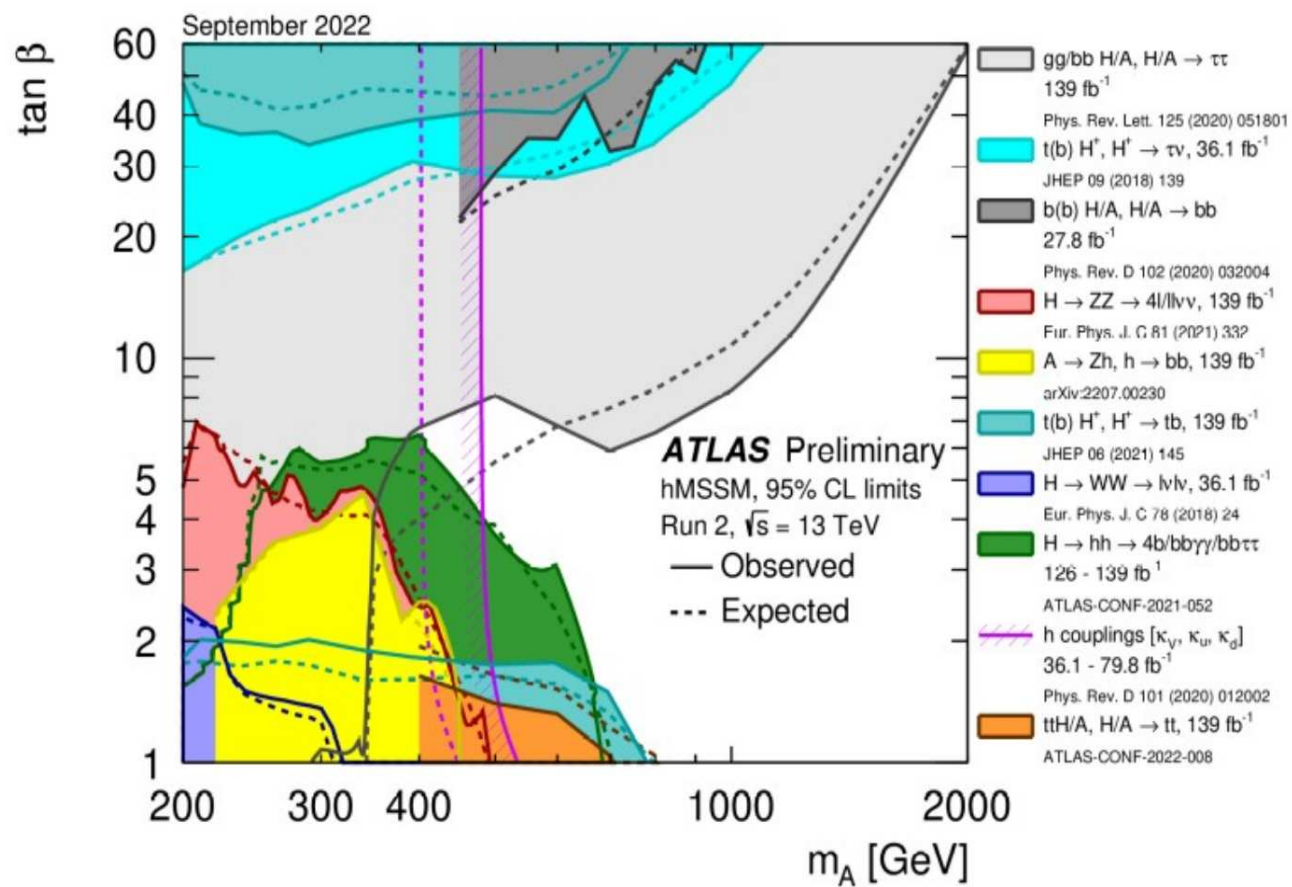 September 2022
tan β
60
40
30
20
10
5
4
3
2
1
200
300
400
1000
2000
m_A [GeV]
ATLAS Preliminary
hMSSM, 95% CL limits
Run 2, √s = 13 TeV
Observed
Expected
gg/bb H/A, H/A → ττ
139 fb⁻¹
Phys. Rev. Lett. 125 (2020) 051801
t(b) H⁺, H⁺ → τν, 36.1 fb⁻¹
JHEP 09 (2018) 139
b(b) H/A, H/A → bb
27.8 fb⁻¹
Phys. Rev. D 102 (2020) 032004
H → ZZ → 4l/llνν, 139 fb⁻¹
Eur. Phys. J. C 81 (2021) 332
A → Zh, h → bb, 139 fb⁻¹
arXiv:2207.00230
t(b) H⁺, H⁺ → tb, 139 fb⁻¹
JHEP 06 (2021) 145
H → WW → lνlν, 36.1 fb⁻¹
Eur. Phys. J. C 78 (2018) 24
H → hh → 4b/bbγγ/bbττ
126 - 139 fb⁻¹
ATLAS-CONF-2021-052
h couplings [κ_V, κ_u, κ_d]
36.1 - 79.8 fb⁻¹
Phys. Rev. D 101 (2020) 012002
ttH/A, H/A → tt, 139 fb⁻¹
ATLAS-CONF-2022-008